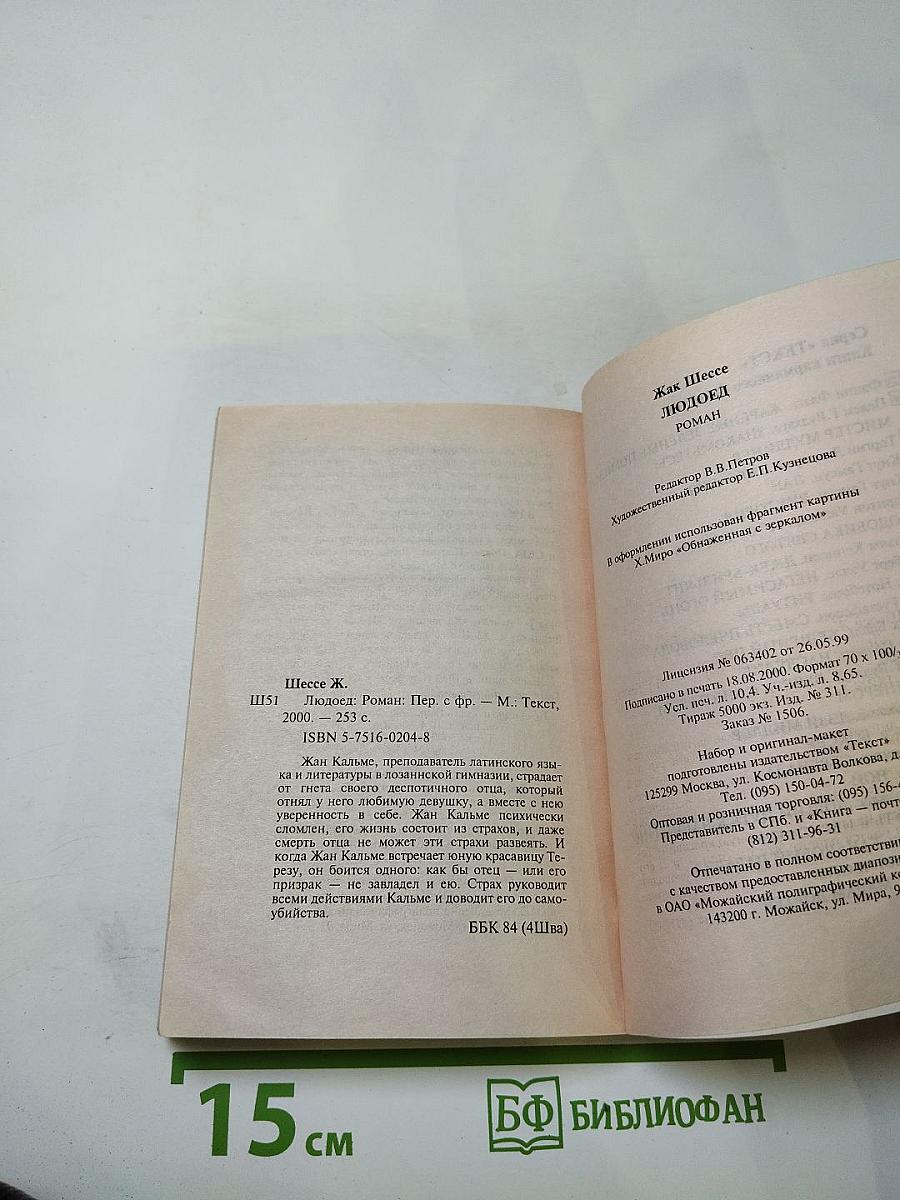 Шессе Ж.
Ш51 Людоед: Роман: Пер. с фр. — М.: Текст,
2000. — 253 с.
ISBN 5-7516-0204-8
Жан Кальме, преподаватель латинского язы-
ка и литературы в лозаннской гимназии, страдает
от гнета своего деспотичного отца, который
отнял у него любимую девушку, а вместе с нею
уверенность в себе. Жан Кальме психически
сломлен, его жизнь состоит из страхов, и даже
смерть отца не может эти страхи развеять. И
когда Жан Кальме встречает юную красавицу Те-
резу, он боится одного: как бы отец — или его
призрак — не завладел и ею. Страх руководит
всеми действиями Кальме и доводит его до само-
убийства.
ББК 84 (4Шва)
Жак Шессе
ЛЮДОЕД
РОМАН
Редактор В.В.Петров
Художественный редактор Е.П.Кузнецова
В оформлении использован фрагмент картины
Х.Миро «Обнаженная с зеркалом»
Лицензия № 063402 от 26.05.99
Подписано в печать 18.08.2000. Формат 70 х 100/
Усл. печ. л. 10,4. Уч.-изд. л. 8,65.
Тираж 5000 экз. Изд. № 311.
Заказ № 1506.
Набор и оригинал-макет
подготовлены издательством «Текст»
125299 Москва, ул. Космонавта Волкова, д.
Тел. (095) 150-04-72
Оптовая и розничная торговля: (095) 156-4
Представитель в СПб. и «Книга — почт
(812) 311-96-31
Отпечатано в полном соответстви
с качеством предоставленных диапози
в ОАО «Можайский полиграфический ко
143200 г. Можайск, ул. Мира, 9
15 см
БФ БИБЛИОФАН